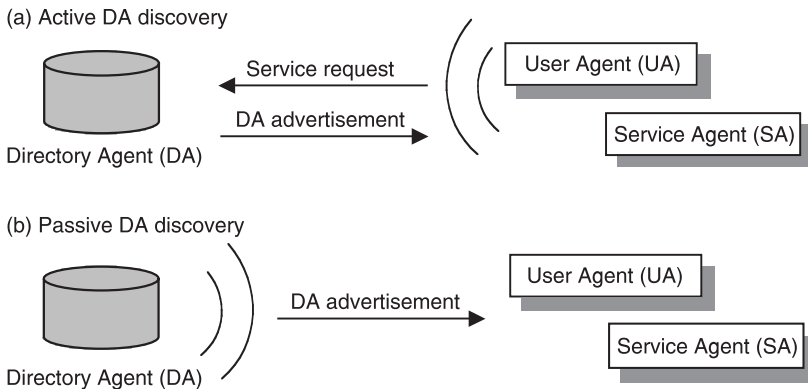 (a) Active DA discovery
Service request
User Agent (UA)
DA advertisement
Service Agent (SA)
Directory Agent (DA)
(b) Passive DA discovery
User Agent (UA)
DA advertisement
Service Agent (SA)
Directory Agent (DA)